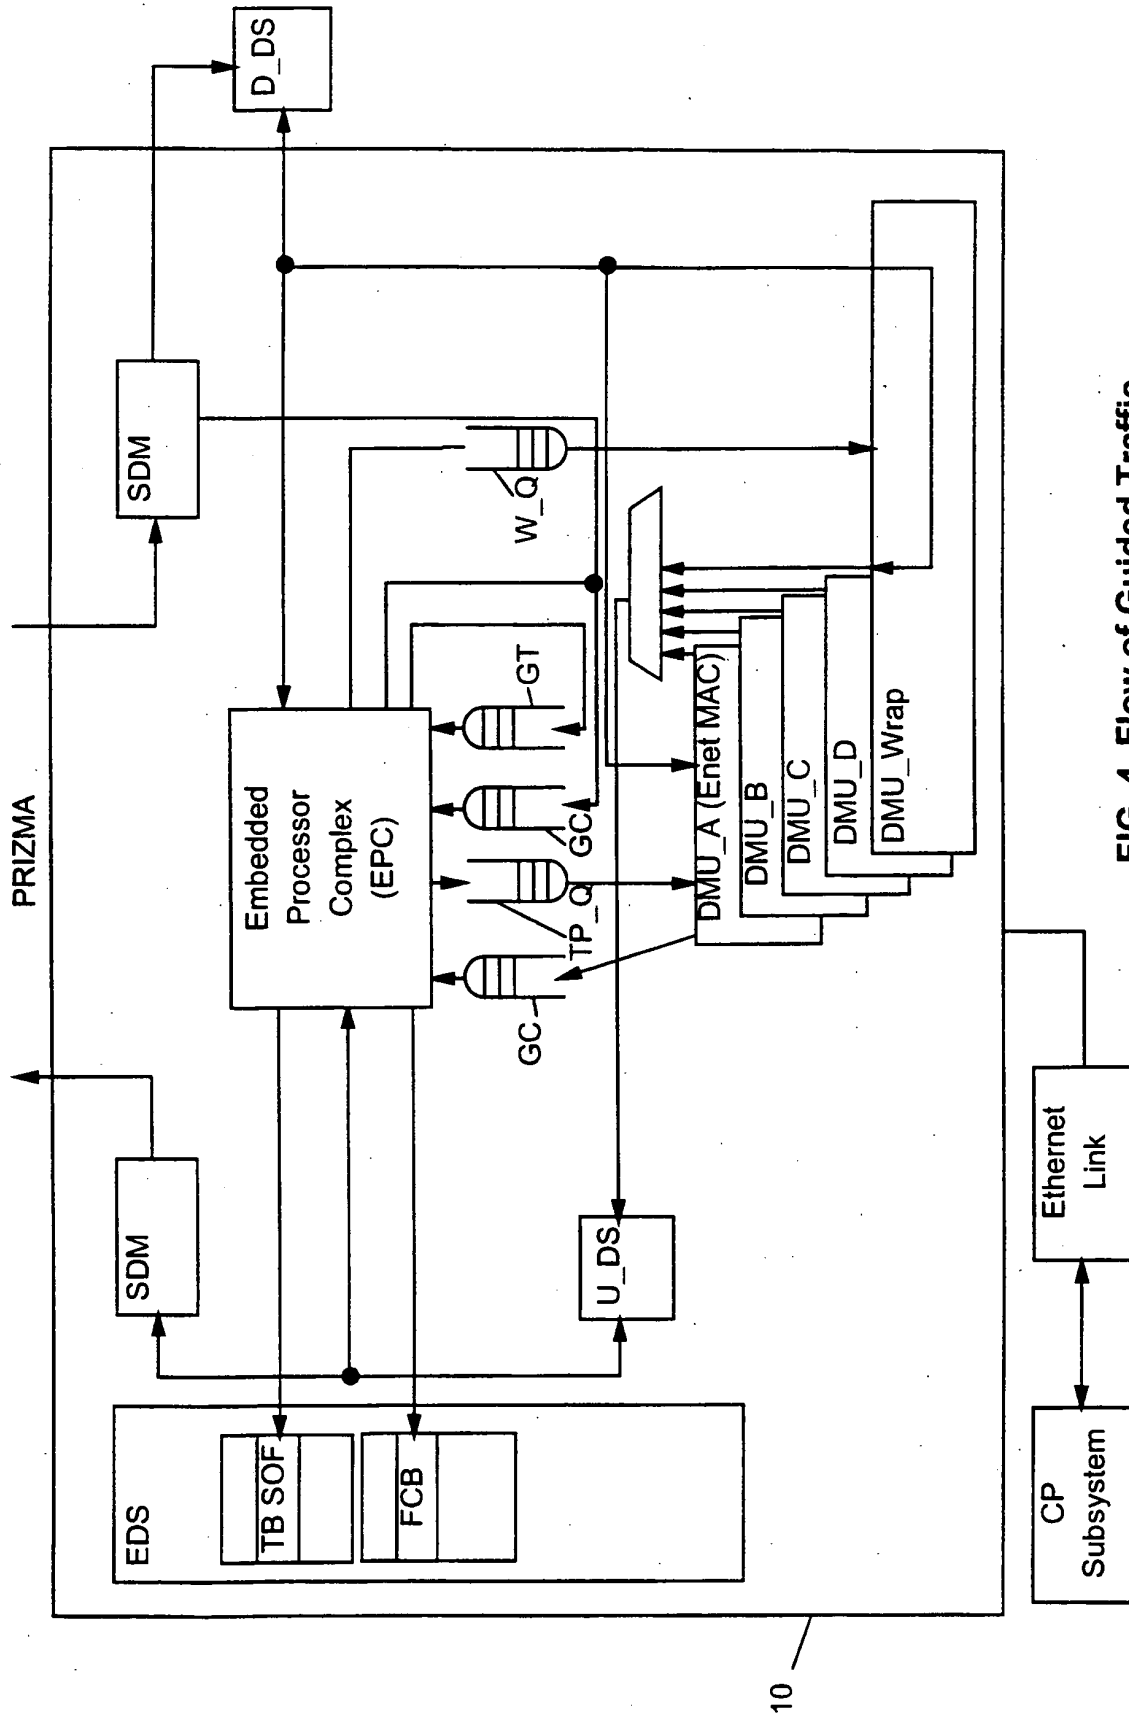 PRIZMA
D_DS
SDM
SDM
Embedded
Processor
Complex
(EPC)
EDS
TB SOF
FCB
GC
TP_Q
GC
GT
W_Q
U_DS
DMU_A (Enet MAC)
DMU_B
DMU_C
DMU_D
DMU_Wrap
CP
Subsystem
Ethernet
Link
10
FIG. 4 Flow of Guided Traffic